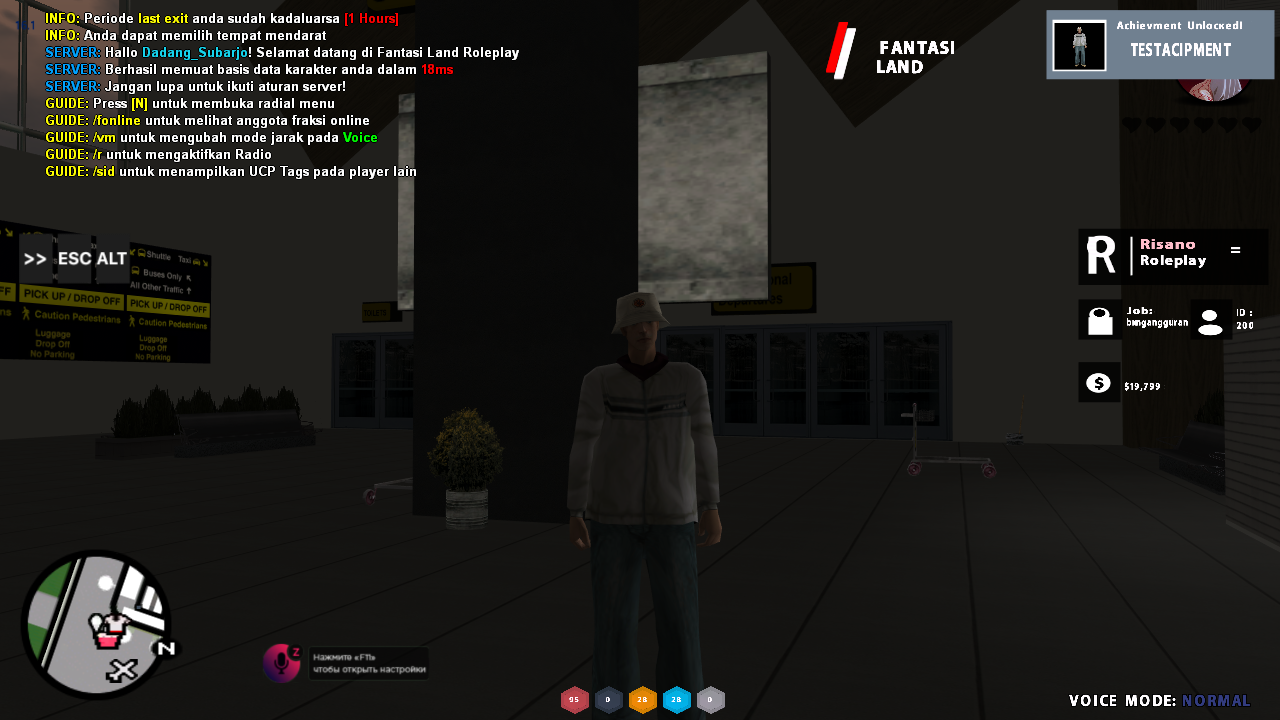 INFO: Periode last exit anda sudah kadaluarsa [1 Hours]
INFO: Anda dapat memilih tempat mendarat
SERVER: Hallo Dadang_Subarjo! Selamat datang di Fantasi Land Roleplay
SERVER: Berhasil memuat basis data karakter anda dalam 18ms
SERVER: Jangan lupa untuk ikuti aturan server!
GUIDE: Press [N] untuk membuka radial menu
GUIDE: /fonline untuk melihat anggota fraksi online
GUIDE: /vm untuk mengubah mode jarak pada Voice
GUIDE: /r untuk mengaktifkan Radio
GUIDE: /sid untuk menampilkan UCP Tags pada player lain
FANTASI
LAND
Achievment Unlocked!
TESTACIPMENT
>> ESC ALT
Shuttle Taxi
Buses Only
All Other Traffic
PICK UP / DROP OFF
Caution Pedestrians
Luggage
Drop Off
No Parking
PICK UP / DROP OFF
Caution Pedestrians
Luggage
Drop Off
No Parking
R
Risano
Roleplay
=
Job:
ID :
200
$
$19,799
N
Z
Нажмите «F11»
чтобы открыть настройки
95 0 28 28 0
VOICE MODE: NORMAL